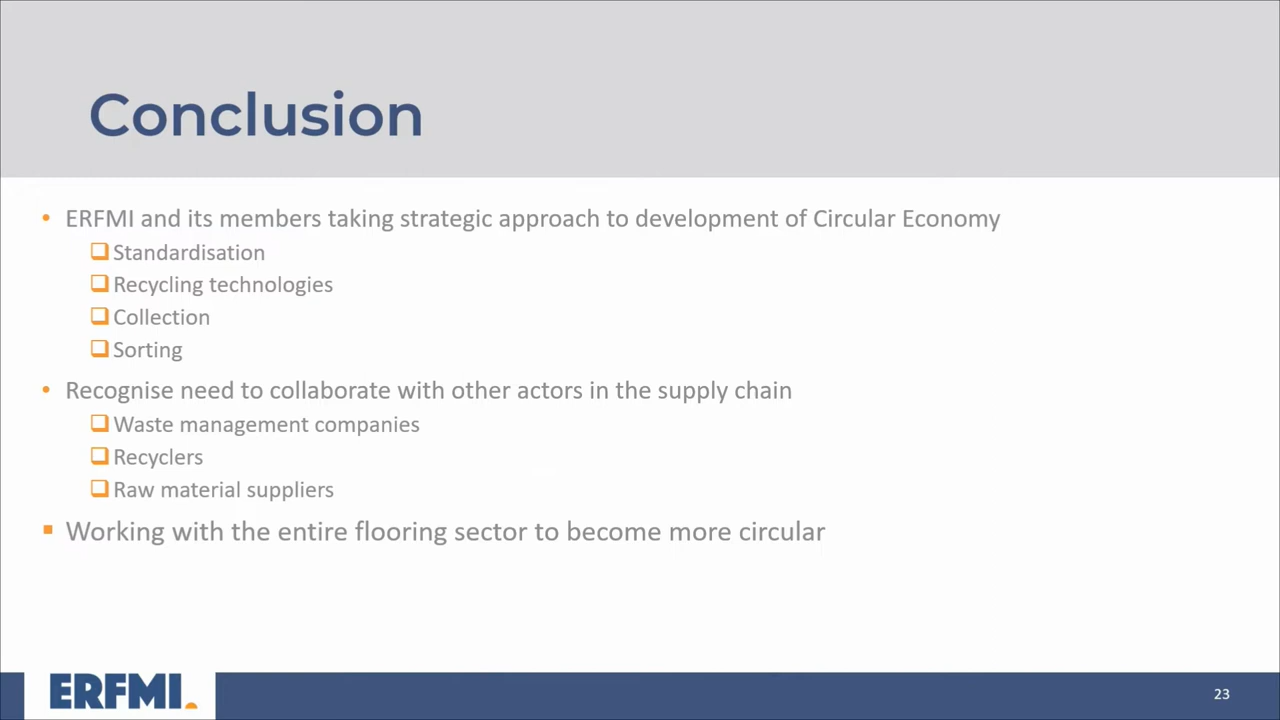 Conclusion
ERFMI and its members taking strategic approach to development of Circular Economy
Standardisation
Recycling technologies
Collection
Sorting
Recognise need to collaborate with other actors in the supply chain
Waste management companies
Recyclers
Raw material suppliers
Working with the entire flooring sector to become more circular
ERFMI.
23